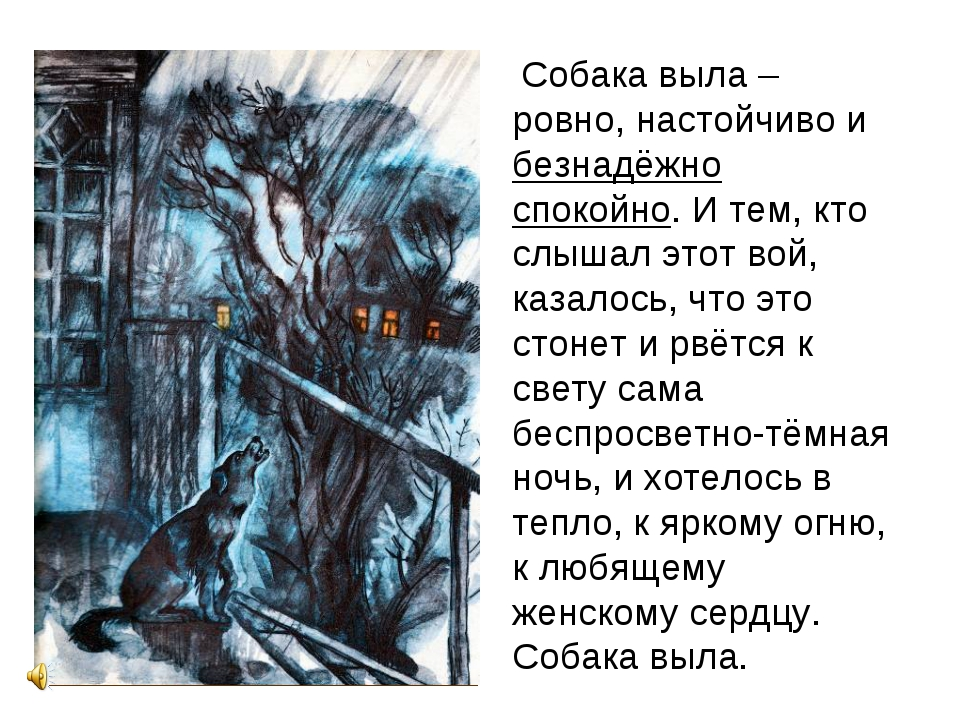 Собака выла –
ровно, настойчиво и
безнадёжно
спокойно. И тем, кто
слышал этот вой,
казалось, что это
стонет и рвётся к
свету сама
беспросветно-тёмная
ночь, и хотелось в
тепло, к яркому огню,
к любящему
женскому сердцу.
Собака выла.